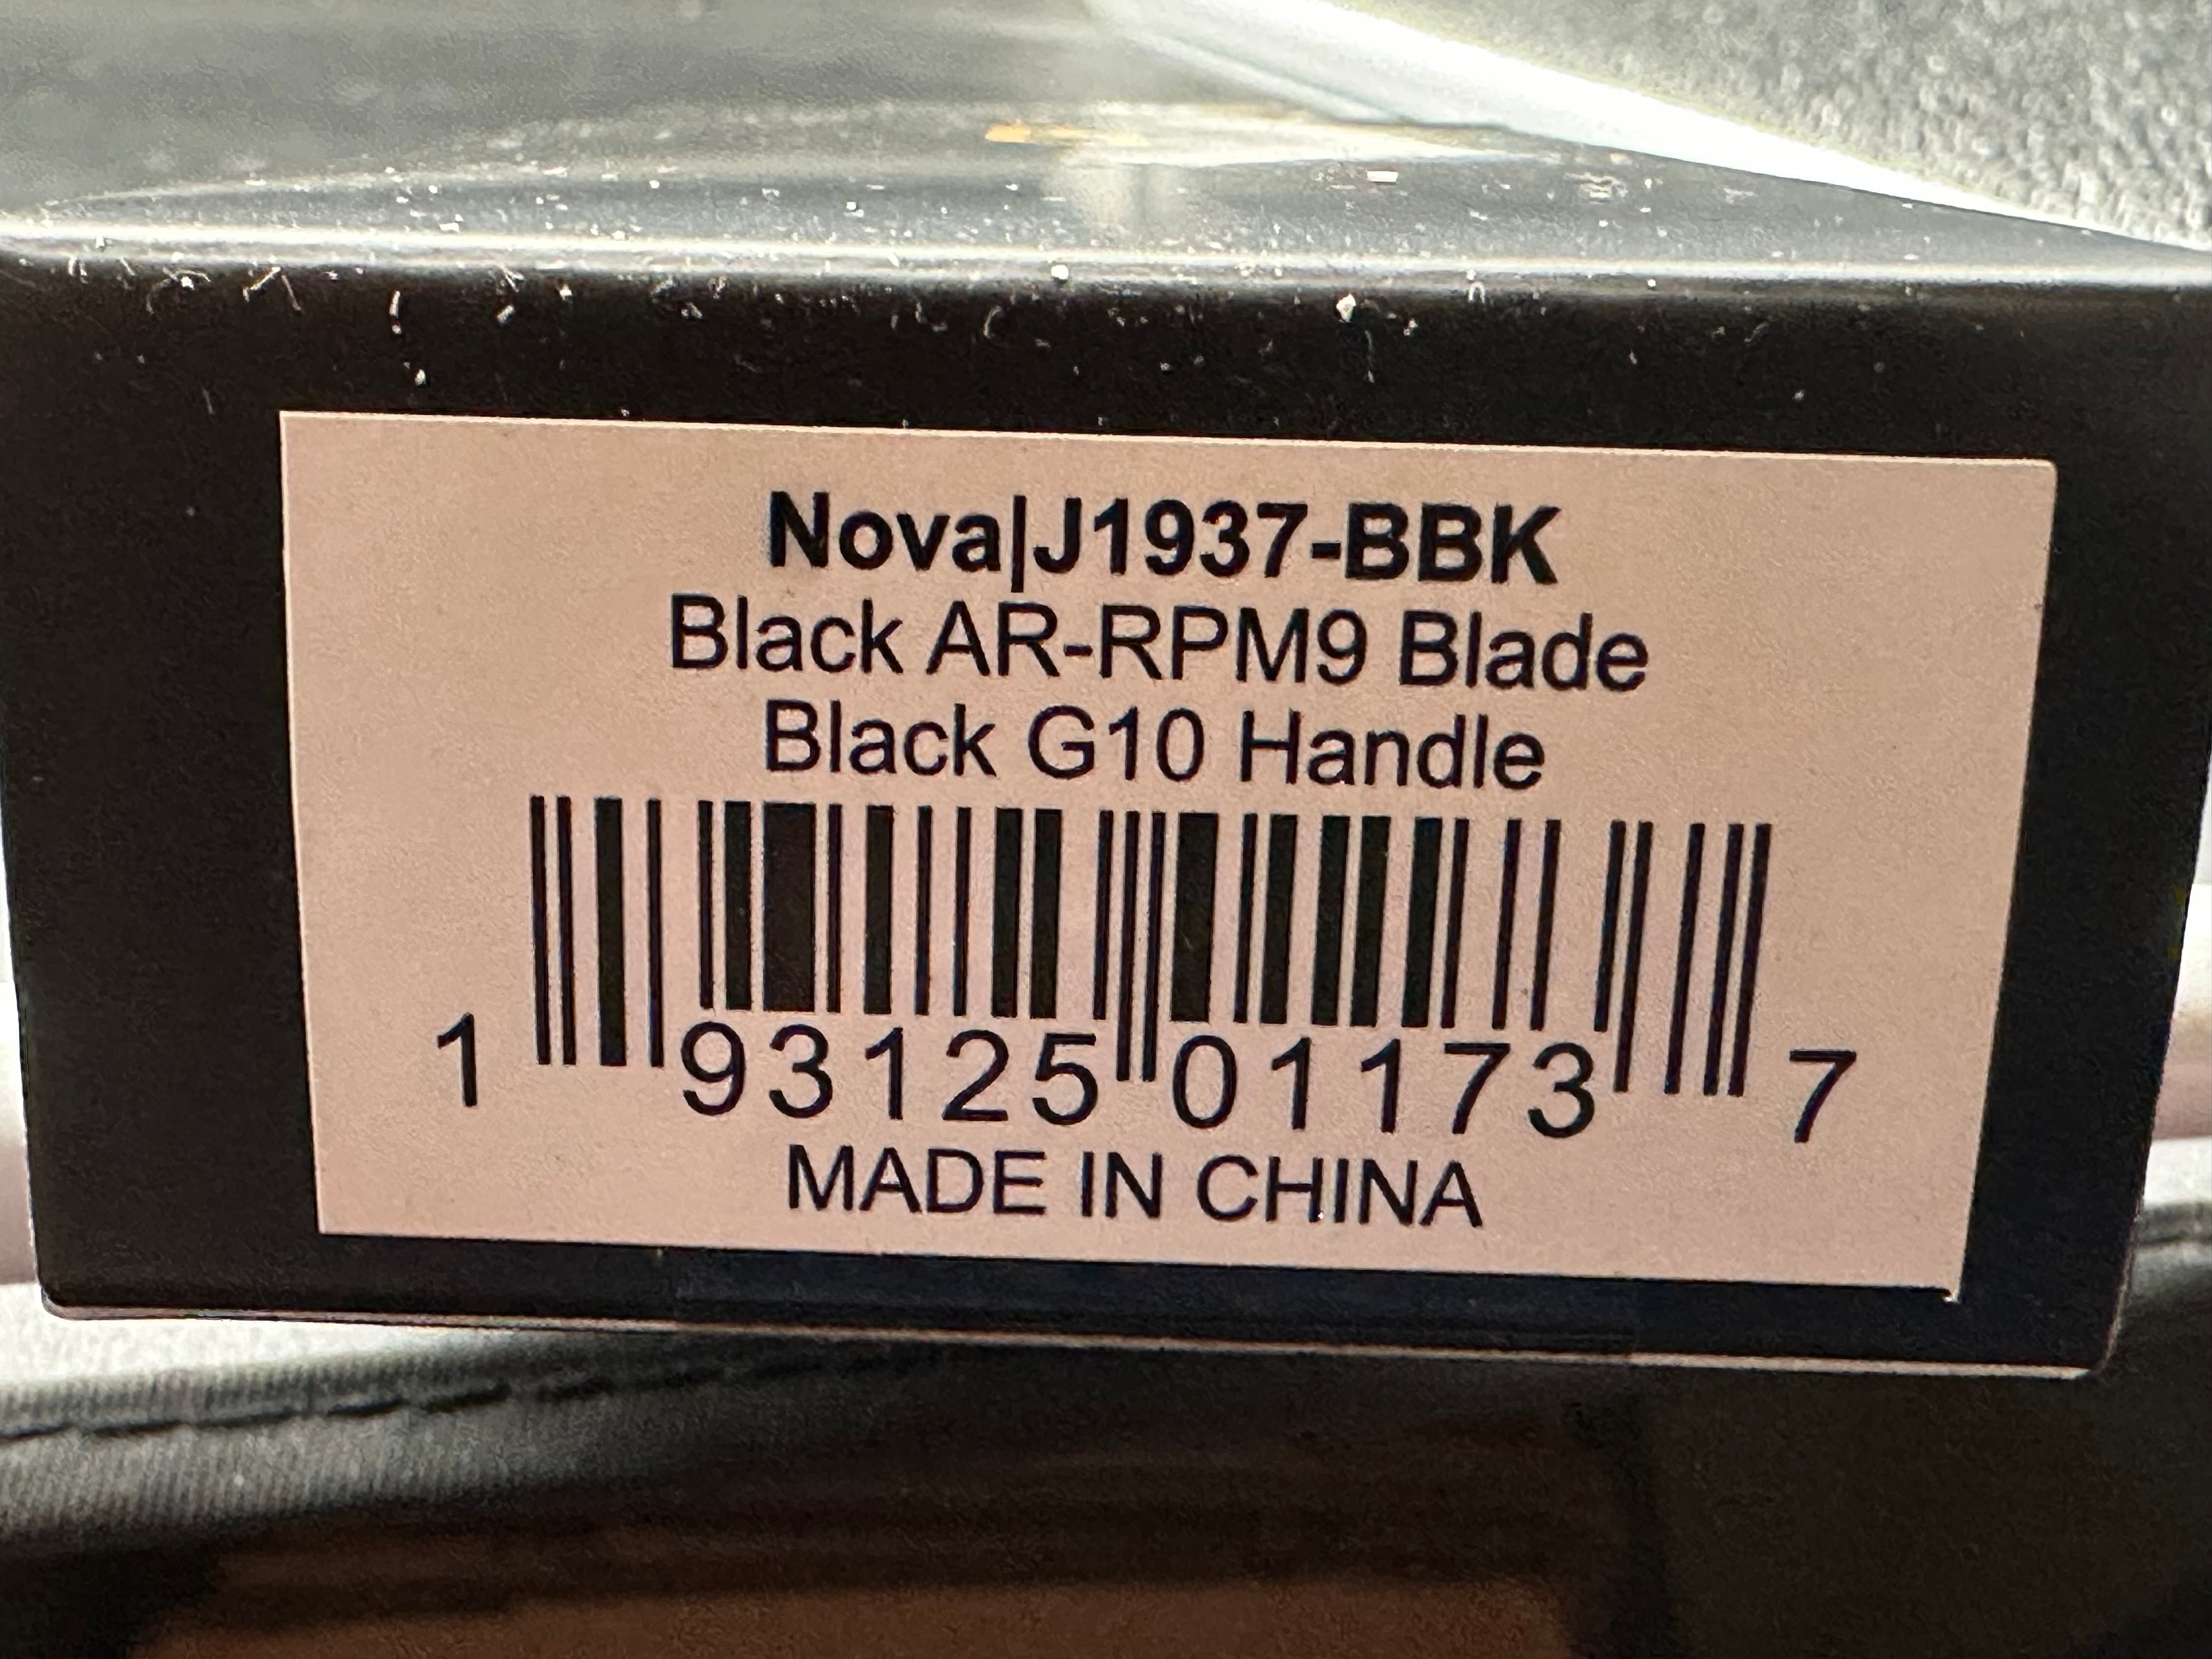 Nova|J1937-BBK
Black AR-RPM9 Blade
Black G10 Handle
1 93125 01173 7
MADE IN CHINA